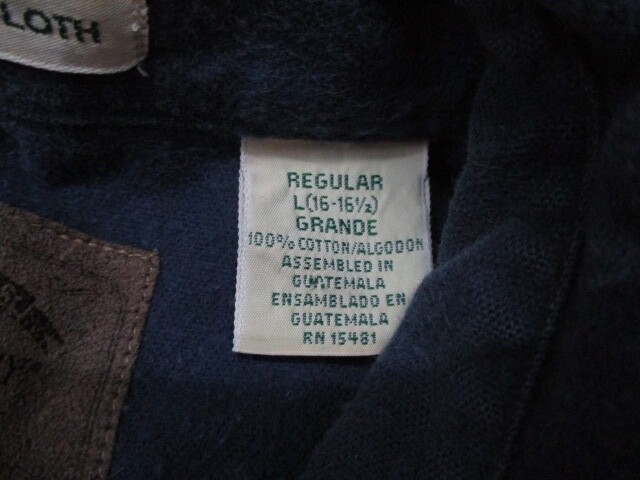 LOTH
REGULAR
L(16-16½)
GRANDE
100% COTTON/ALGODON
ASSEMBLED IN
GUATEMALA
ENSAMBLADO EN
GUATEMALA
RN 15481